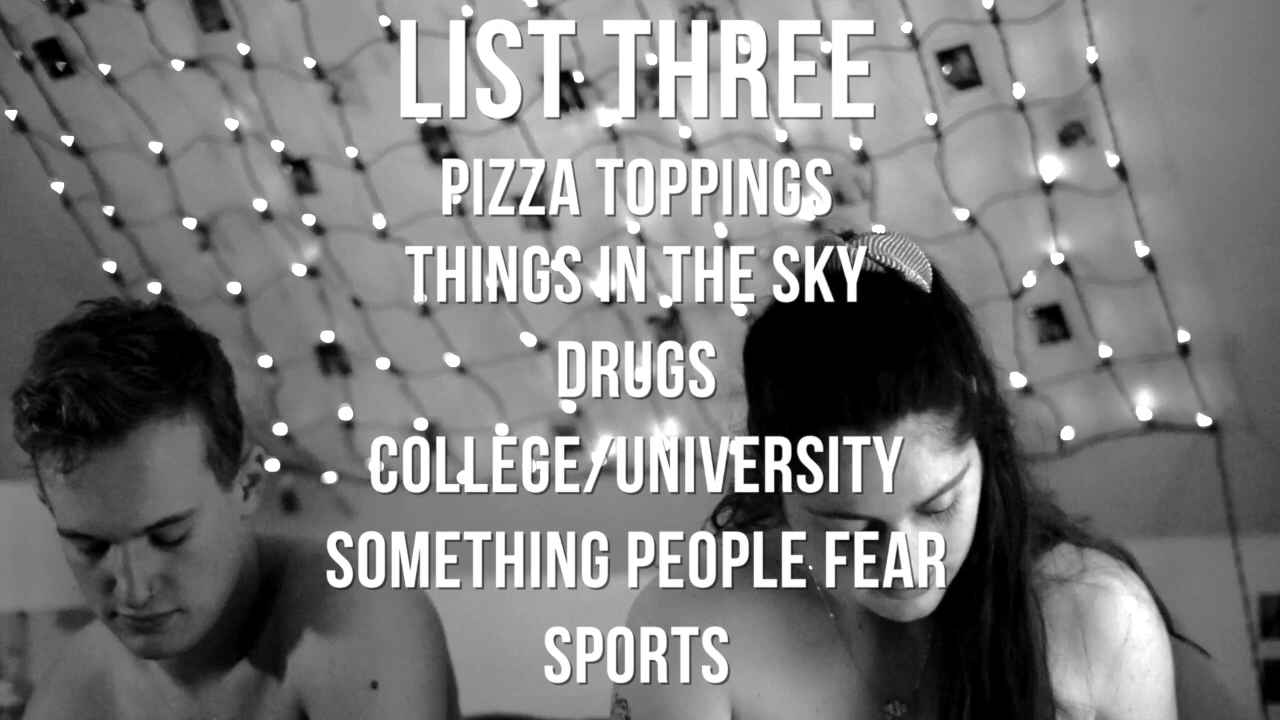 LIST THREE
PIZZA TOPPINGS
THINGS IN THE SKY
DRUGS
COLLEGE/UNIVERSITY
SOMETHING PEOPLE FEAR
SPORTS